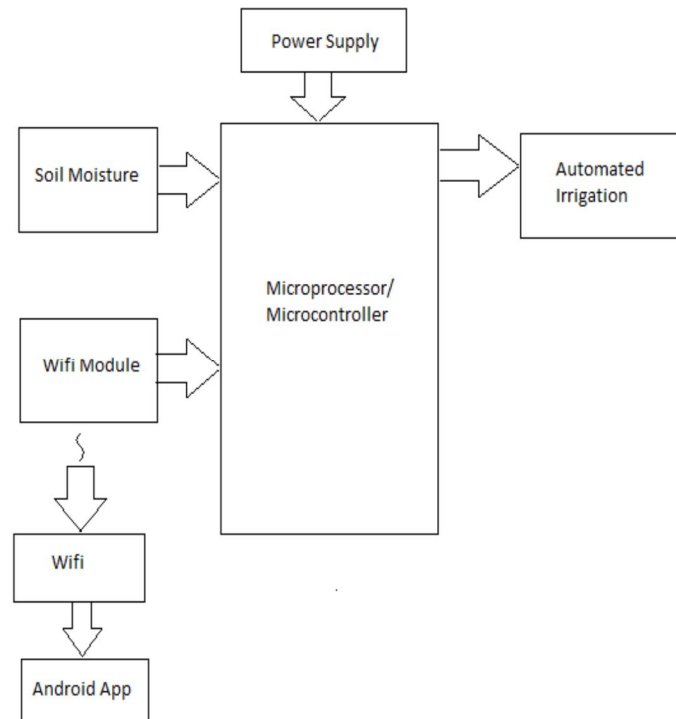 Power Supply
Soil Moisture
Automated
Irrigation
Microprocessor/
Microcontroller
Wifi Module
Wifi
Android App